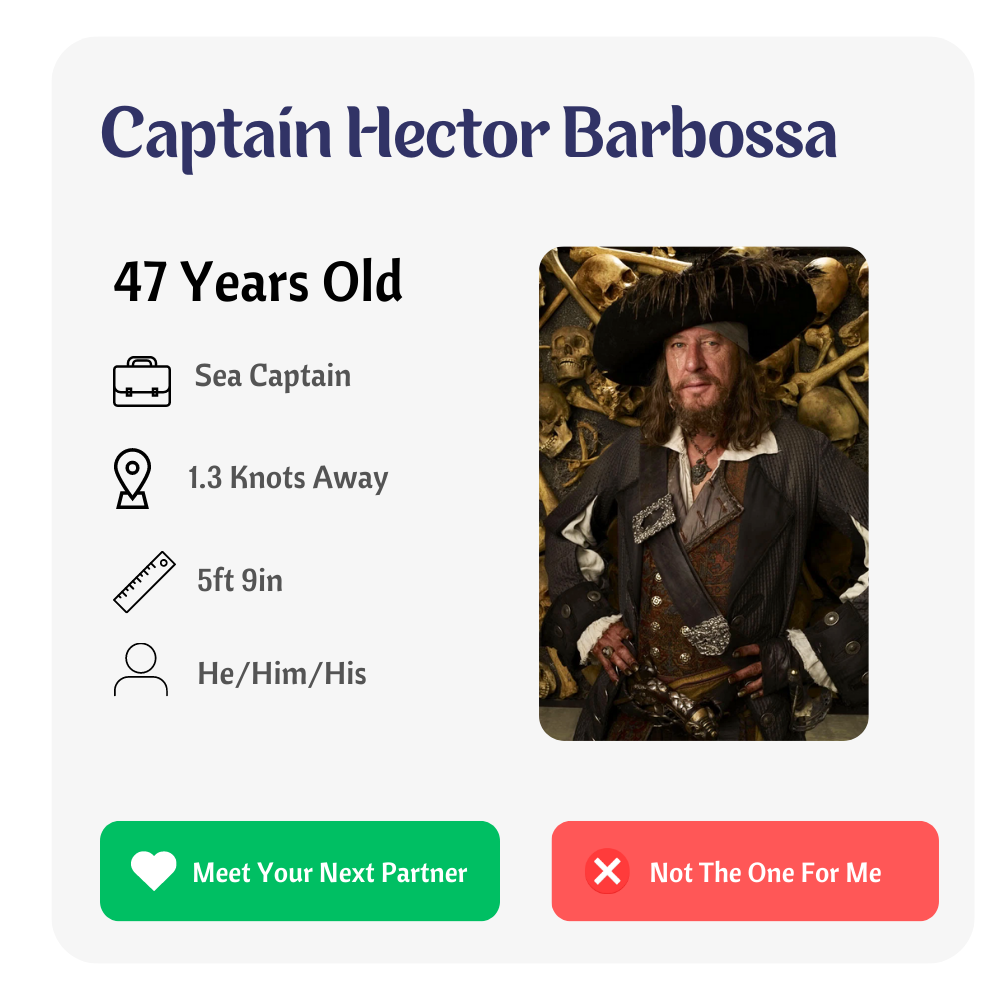 Captain Hector Barbossa
47 Years Old
Sea Captain
1.3 Knots Away
5ft 9in
He/Him/His
Meet Your Next Partner
Not The One For Me